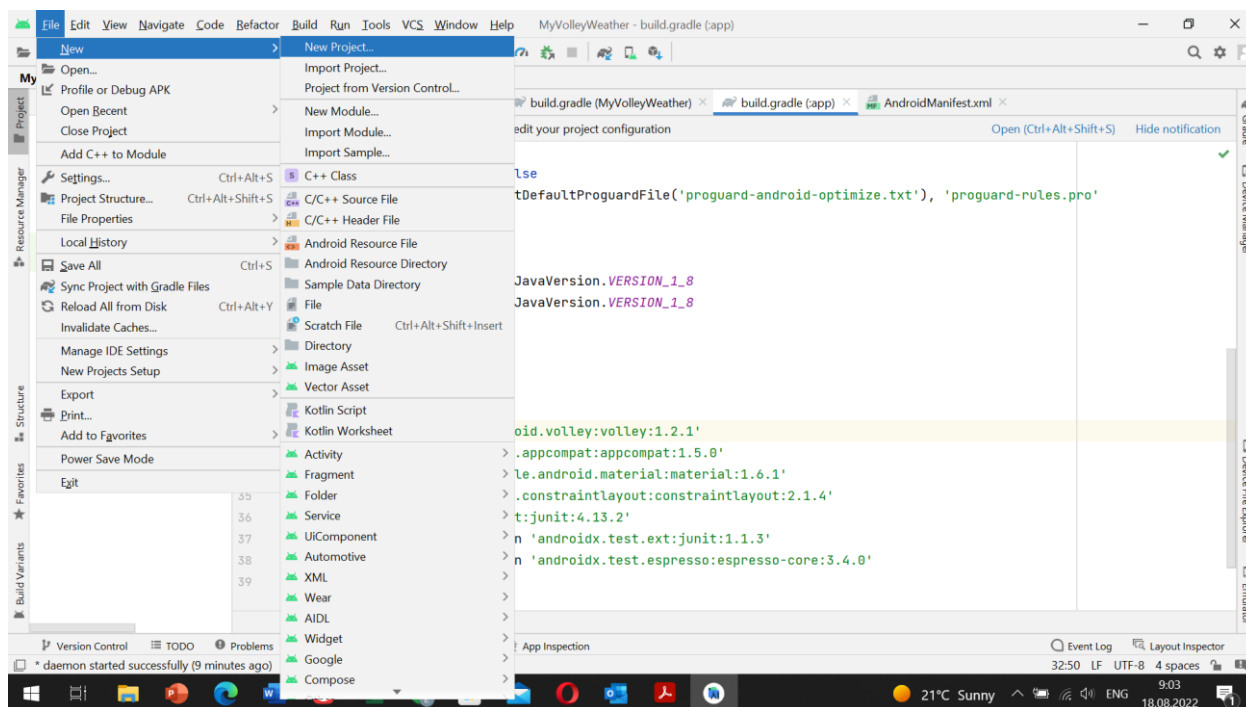 File Edit View Navigate Code Refactor Build Run Tools VCS Window Help MyVolleyWeather - build.gradle (:app)
New
Open...
Profile or Debug APK
Open Recent
Close Project
Add C++ to Module
Settings... Ctrl+Alt+S
Project Structure... Ctrl+Alt+Shift+S
File Properties
Local History
Save All Ctrl+S
Sync Project with Gradle Files
Reload All from Disk Ctrl+Alt+Y
Invalidate Caches...
Manage IDE Settings
New Projects Setup
Export
Print...
Add to Favorites
Power Save Mode
Exit
New Project...
Import Project...
Project from Version Control...
New Module...
Import Module...
Import Sample...
C++ Class
C/C++ Source File
C/C++ Header File
Android Resource File
Android Resource Directory
Sample Data Directory
File
Scratch File Ctrl+Alt+Shift+Insert
Directory
Image Asset
Vector Asset
Kotlin Script
Kotlin Worksheet
Activity
Fragment
Folder
Service
UiComponent
Automotive
XML
Wear
AIDL
Widget
Google
Compose
My
Project
Resource Manager
Structure
Favorites
Build Variants
build.gradle (MyVolleyWeather) build.gradle (:app) AndroidManifest.xml
edit your project configuration Open (Ctrl+Alt+Shift+S) Hide notification
lse
tDefaultProguardFile('proguard-android-optimize.txt'), 'proguard-rules.pro'
JavaVersion.VERSION_1_8
JavaVersion.VERSION_1_8
oid.volley:volley:1.2.1'
.appcompat:appcompat:1.5.0'
le.android.material:material:1.6.1'
35 .constraintlayout:constraintlayout:2.1.4'
36 t:junit:4.13.2'
37 n 'androidx.test.ext:junit:1.1.3'
38 n 'androidx.test.espresso:espresso-core:3.4.0'
39
Version Control TODO Problems App Inspection Event Log Layout Inspector
* daemon started successfully (9 minutes ago) 32:50 LF UTF-8 4 spaces
21°C Sunny ENG 9:03
18.08.2022